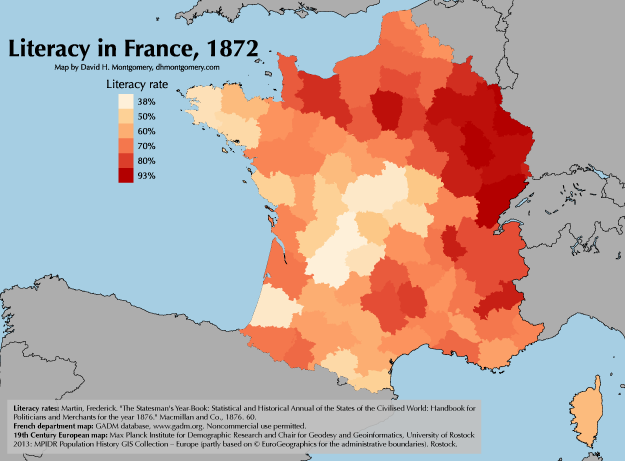 Literacy in France, 1872
Map by David H. Montgomery, dhmontgomery.com
Literacy rate
38%
50%
60%
70%
80%
93%
Literacy rates: Martin, Frederick. "The Statesman's Year-Book: Statistical and Historical Annual of the States of the Civilised World: Handbook for
Politicians and Merchants for the year 1876." Macmillan and Co., 1876. 60.
French department map: GADM database, www.gadm.org. Noncommercial use permitted.
19th Century European map: Max Planck Institute for Demographic Research and Chair for Geodesy and Geoinformatics, University of Rostock
2013: MPIDR Population History GIS Collection – Europe (partly based on © EuroGeographics for the administrative boundaries). Rostock.